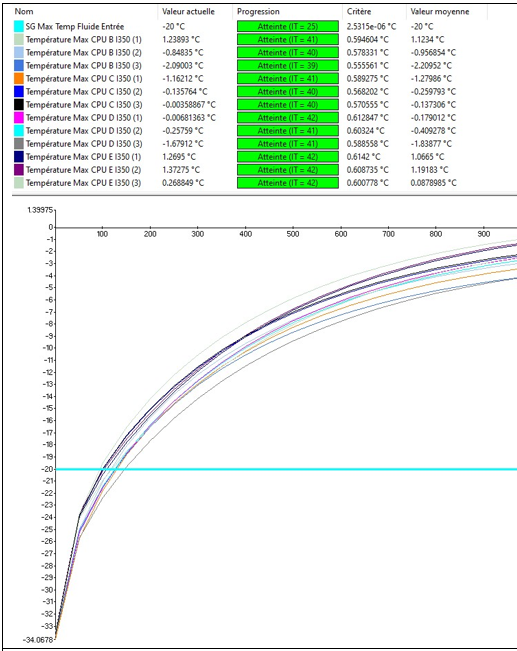 Nom Valeur actuelle Progression Critère Valeur moyenne
SG Max Temp Fluide Entrée -20 °C Atteinte (IT = 25) 2.5315e-06 °C -20 °C
Température Max CPU B I350 (1) 1.23893 °C Atteinte (IT = 41) 0.594604 °C 1.1234 °C
Température Max CPU B I350 (2) -0.84835 °C Atteinte (IT = 40) 0.578331 °C -0.956854 °C
Température Max CPU B I350 (3) -2.09003 °C Atteinte (IT = 39) 0.555561 °C -2.20952 °C
Température Max CPU C I350 (1) -1.16212 °C Atteinte (IT = 41) 0.589275 °C -1.27986 °C
Température Max CPU C I350 (2) -0.135764 °C Atteinte (IT = 40) 0.568202 °C -0.259793 °C
Température Max CPU C I350 (3) -0.00358867 °C Atteinte (IT = 40) 0.570555 °C -0.137306 °C
Température Max CPU D I350 (1) -0.00681363 °C Atteinte (IT = 42) 0.612847 °C -0.179012 °C
Température Max CPU D I350 (2) -0.25759 °C Atteinte (IT = 41) 0.60324 °C -0.409278 °C
Température Max CPU D I350 (3) -1.67912 °C Atteinte (IT = 41) 0.588558 °C -1.83877 °C
Température Max CPU E I350 (1) 1.2695 °C Atteinte (IT = 42) 0.6142 °C 1.0665 °C
Température Max CPU E I350 (2) 1.37275 °C Atteinte (IT = 42) 0.608735 °C 1.19183 °C
Température Max CPU E I350 (3) 0.268849 °C Atteinte (IT = 42) 0.600778 °C 0.0878985 °C
1.39975
0
100 200 300 400 500 600 700 800 900
-1
-2
-3
-4
-5
-6
-7
-8
-9
-10
-11
-12
-13
-14
-15
-16
-17
-18
-19
-20
-21
-22
-23
-24
-25
-26
-27
-28
-29
-30
-31
-32
-33
-34.0678